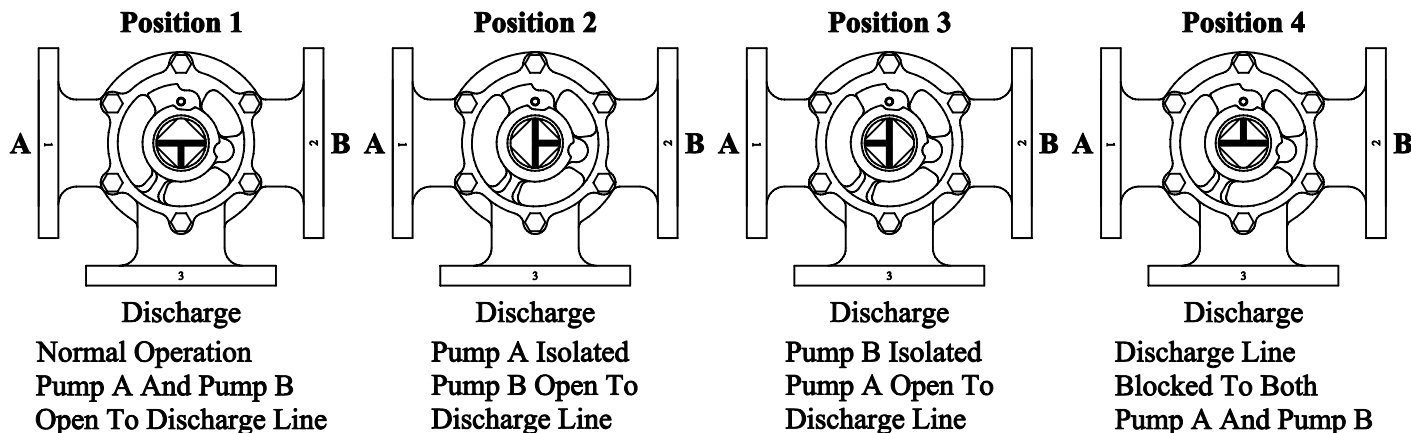 Position 1
A
1
2
B
3
Discharge
Normal Operation
Pump A And Pump B
Open To Discharge Line
Position 2
A
1
2
B
3
Discharge
Pump A Isolated
Pump B Open To
Discharge Line
Position 3
A
1
2
B
3
Discharge
Pump B Isolated
Pump A Open To
Discharge Line
Position 4
A
1
2
B
3
Discharge
Discharge Line
Blocked To Both
Pump A And Pump B